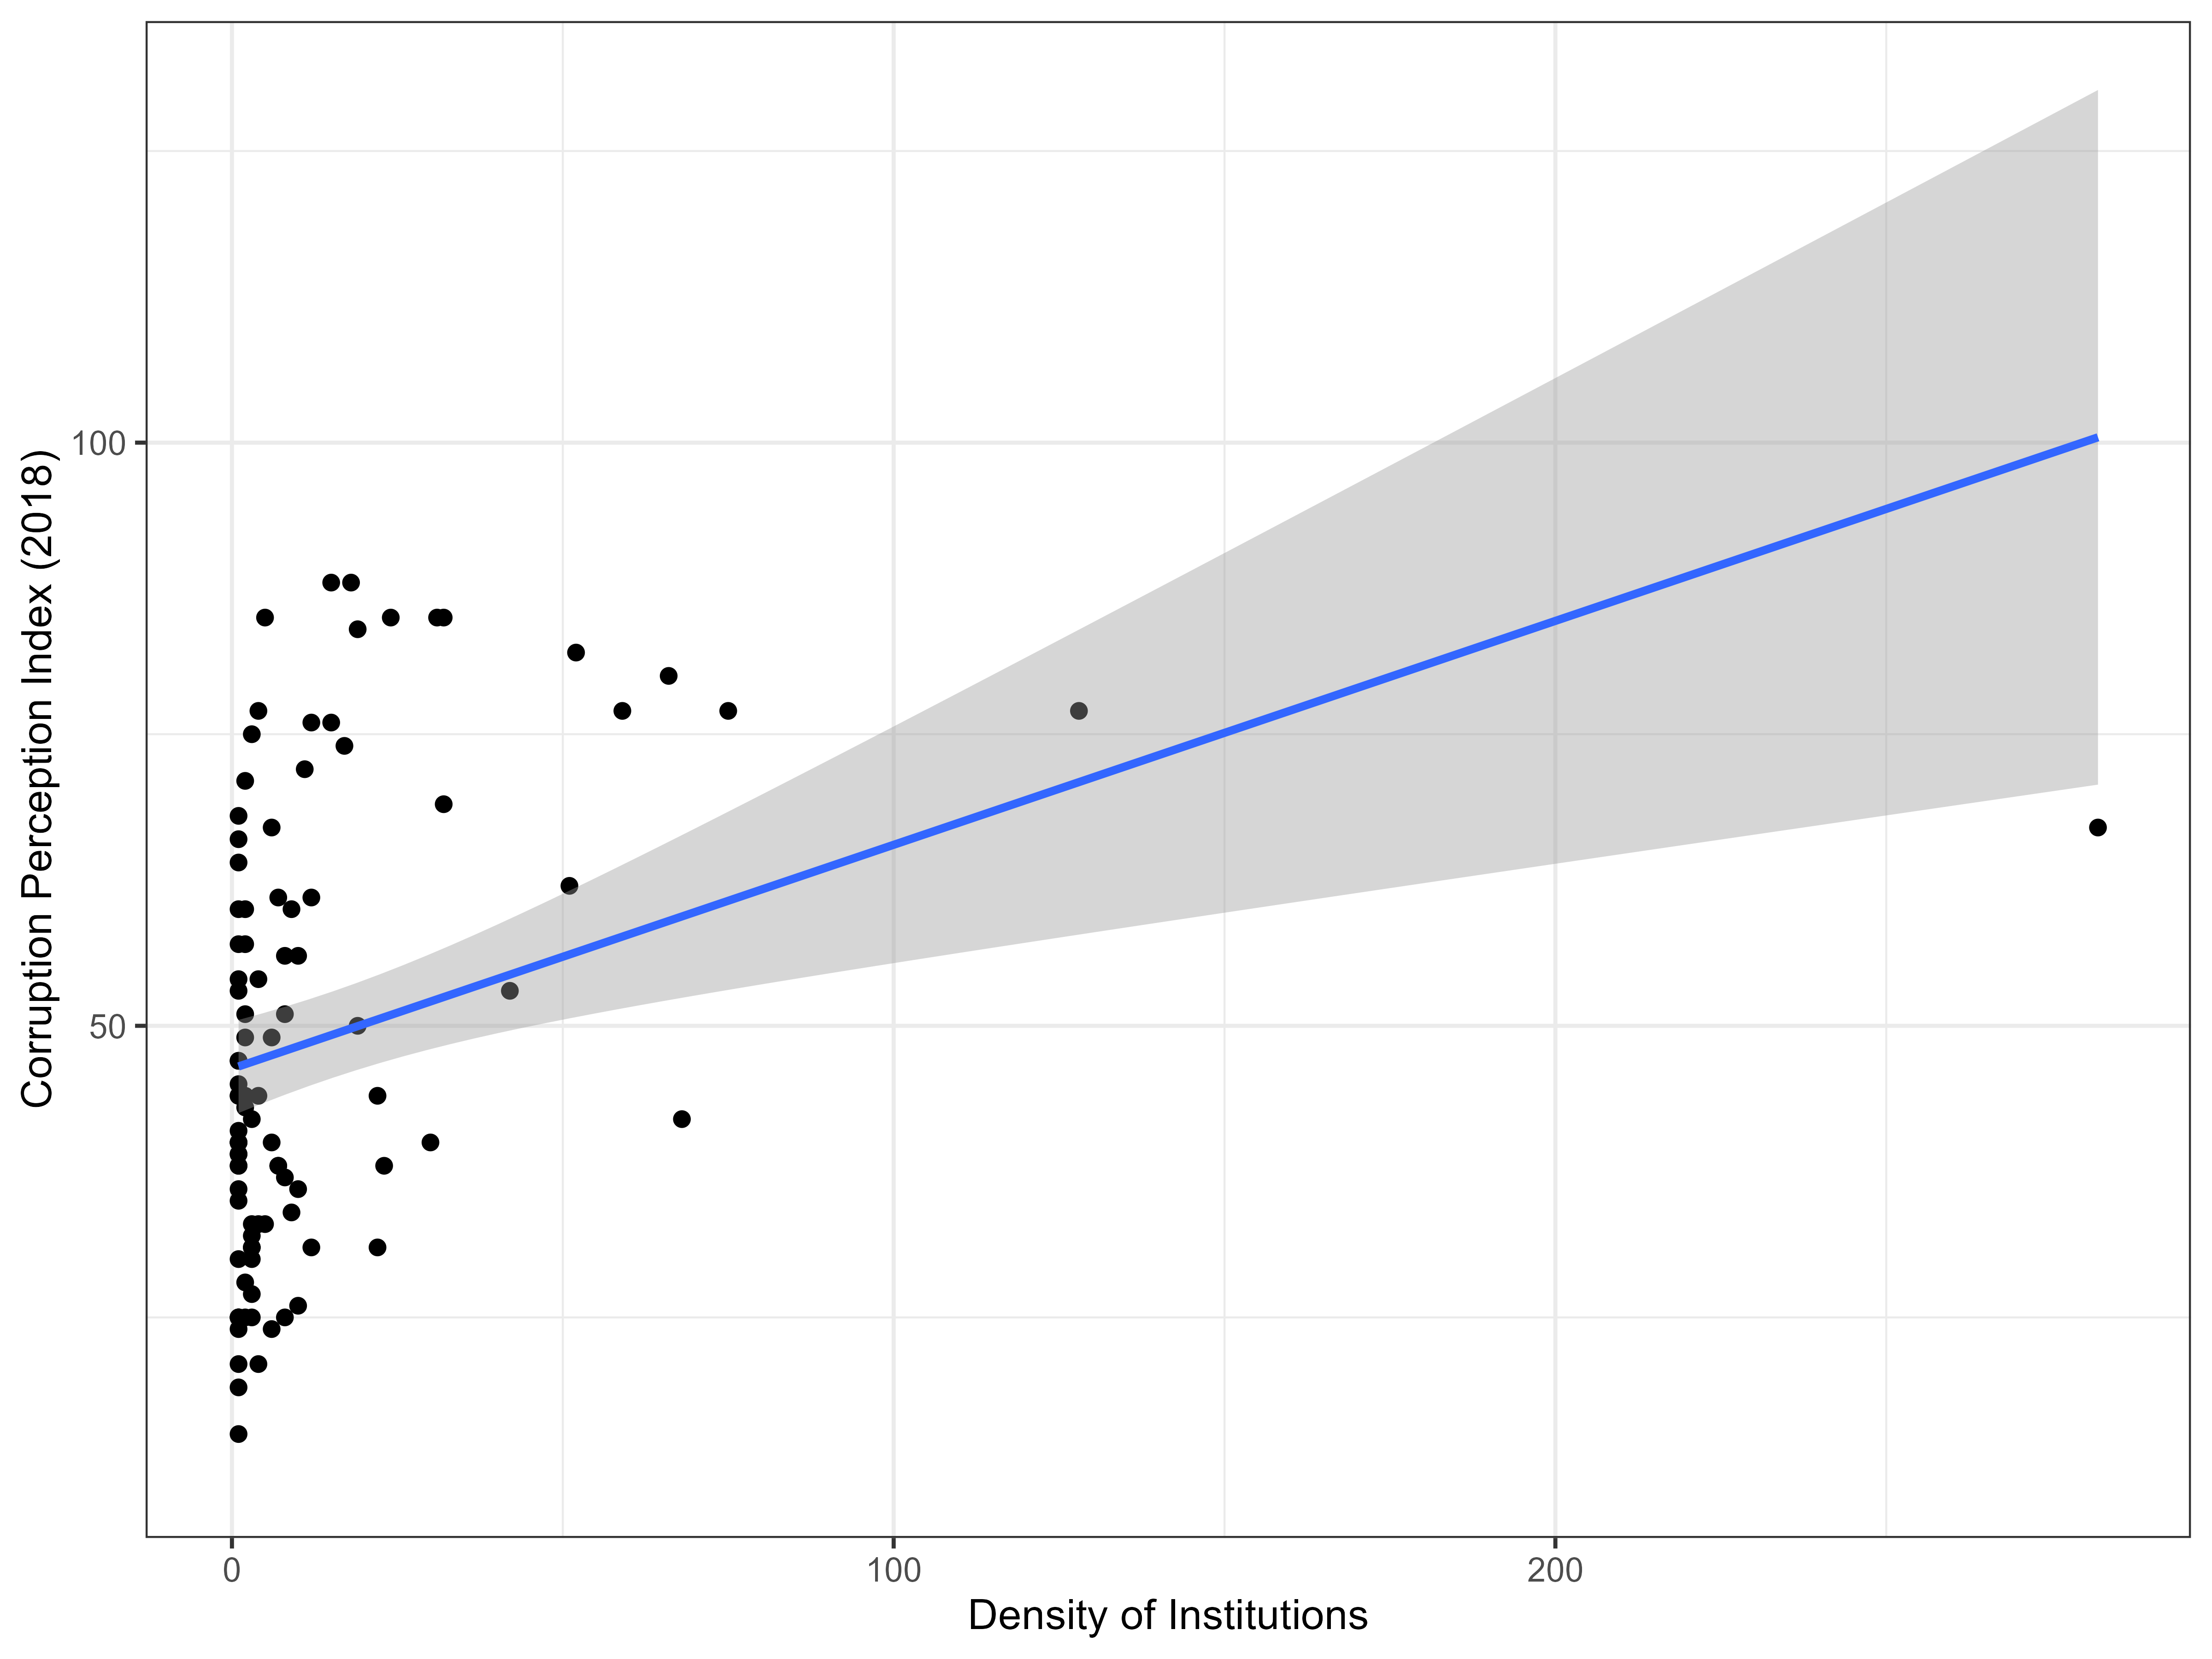 Corruption Perception Index (2018)
100
50
0
100
200
Density of Institutions